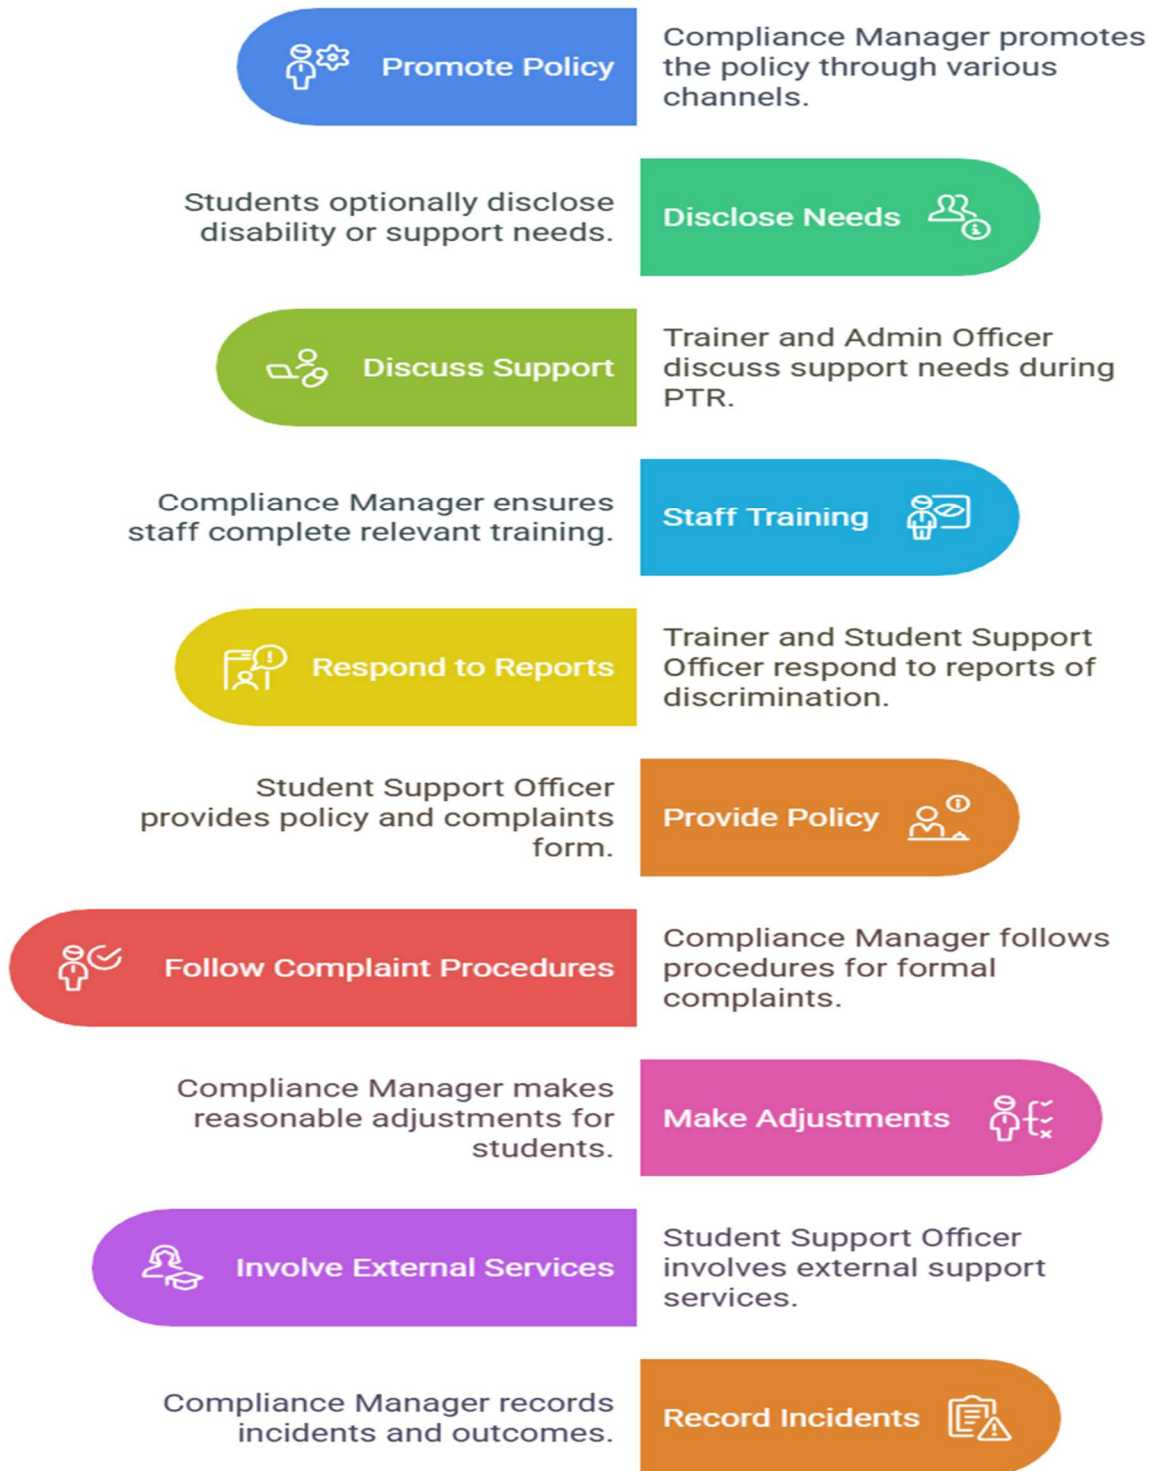 Promote Policy
Compliance Manager promotes
the policy through various
channels.
Students optionally disclose
disability or support needs.
Disclose Needs
Discuss Support
Trainer and Admin Officer
discuss support needs during
PTR.
Compliance Manager ensures
staff complete relevant training.
Staff Training
Respond to Reports
Trainer and Student Support
Officer respond to reports of
discrimination.
Student Support Officer
provides policy and complaints
form.
Provide Policy
Follow Complaint Procedures
Compliance Manager follows
procedures for formal
complaints.
Compliance Manager makes
reasonable adjustments for
students.
Make Adjustments
Involve External Services
Student Support Officer
involves external support
services.
Compliance Manager records
incidents and outcomes.
Record Incidents